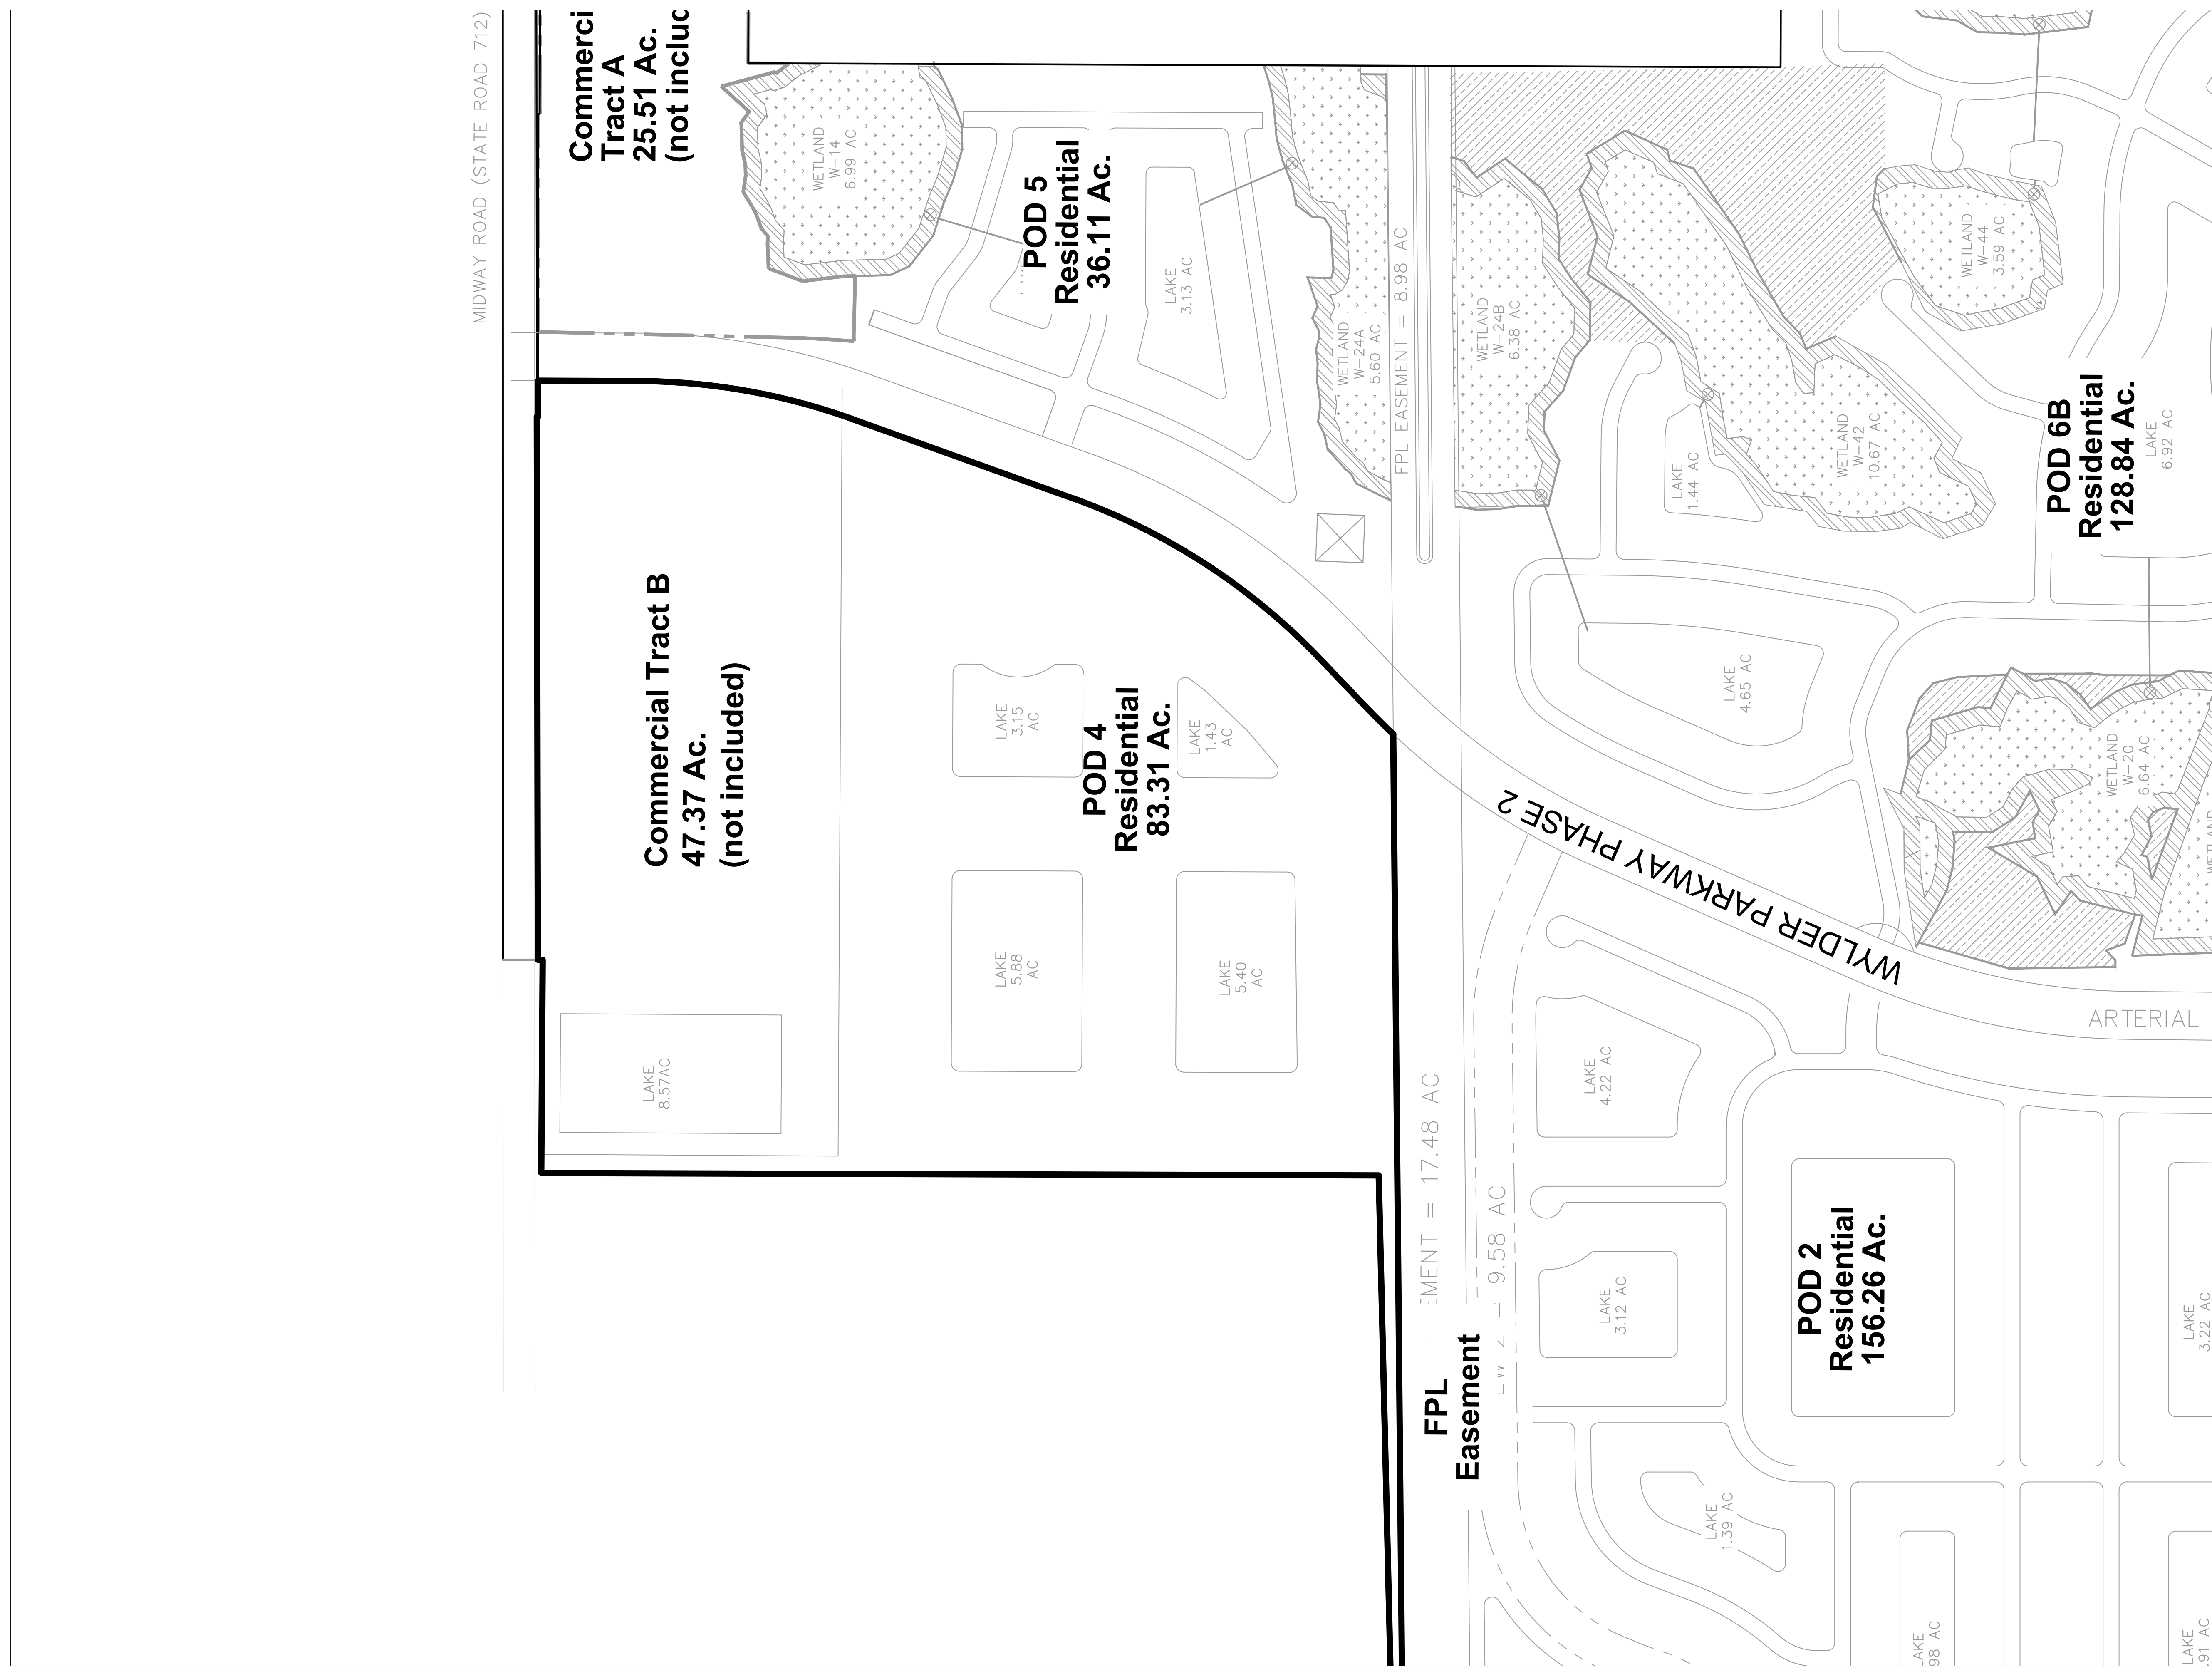 MIDWAY ROAD (STATE ROAD 712)
Tract A
25.51 Ac.
WETLAND
W-14
6.99 AC
POD 5
Residential
36.11 Ac.
LAKE
3.13 AC
WETLAND
W-24A
5.60 AC
FPL EASEMENT = 8.98 AC
WETLAND
W-24B
6.38 AC
WETLAND
W-44
3.59 AC
LAKE
1.44 AC
WETLAND
W-42
10.67 AC
POD 6B
Residential
128.84 Ac.
LAKE
6.92 AC
Commercial Tract B
47.37 Ac.
(not included)
LAKE
3.15
AC
POD 4
Residential
83.31 Ac.
LAKE
1.43
AC
LAKE
4.65 AC
WETLAND
W-20
6.64 AC
WETLAND
WYLDER PARKWAY PHASE 2
LAKE
5.88
AC
LAKE
5.40
AC
LAKE
8.57AC
LAKE
4.22 AC
ARTERIAL
= 17.48 AC
9.58 AC
LAKE
3.12 AC
POD 2
Residential
156.26 Ac.
LAKE
3.22 AC
FPL
Easement
LAKE
1.39 AC
LAKE
98 AC
LAKE
91 AC